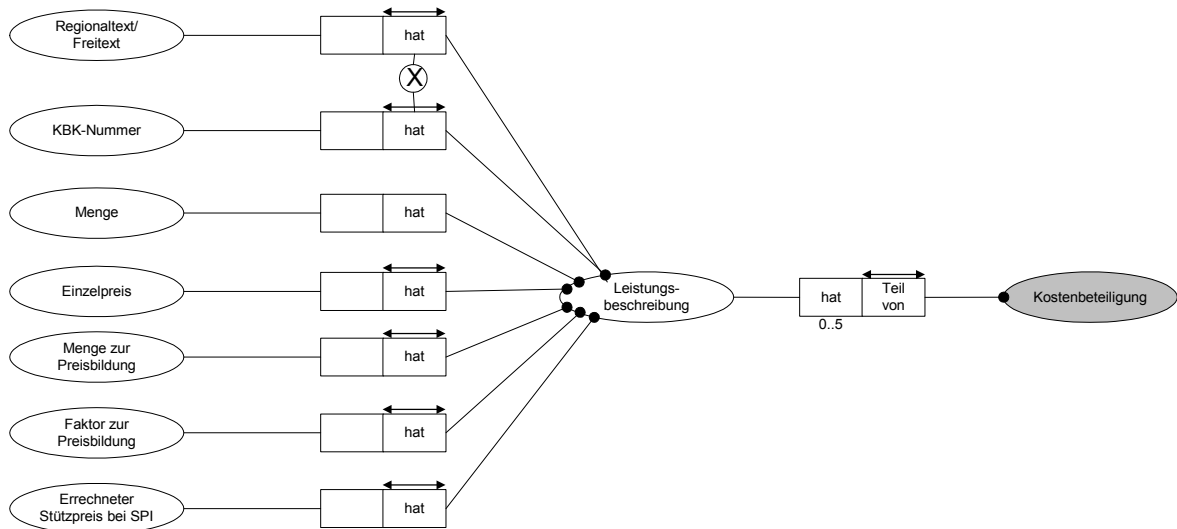 Regionaltext/
Freitext
hat
X
KBK-Nummer
hat
Menge
hat
Einzelpreis
hat
Leistungs-
beschreibung
hat
Teil
von
0..5
Kostenbeteiligung
Menge zur
Preisbildung
hat
Faktor zur
Preisbildung
hat
Errechneter
Stützpreis bei SPI
hat